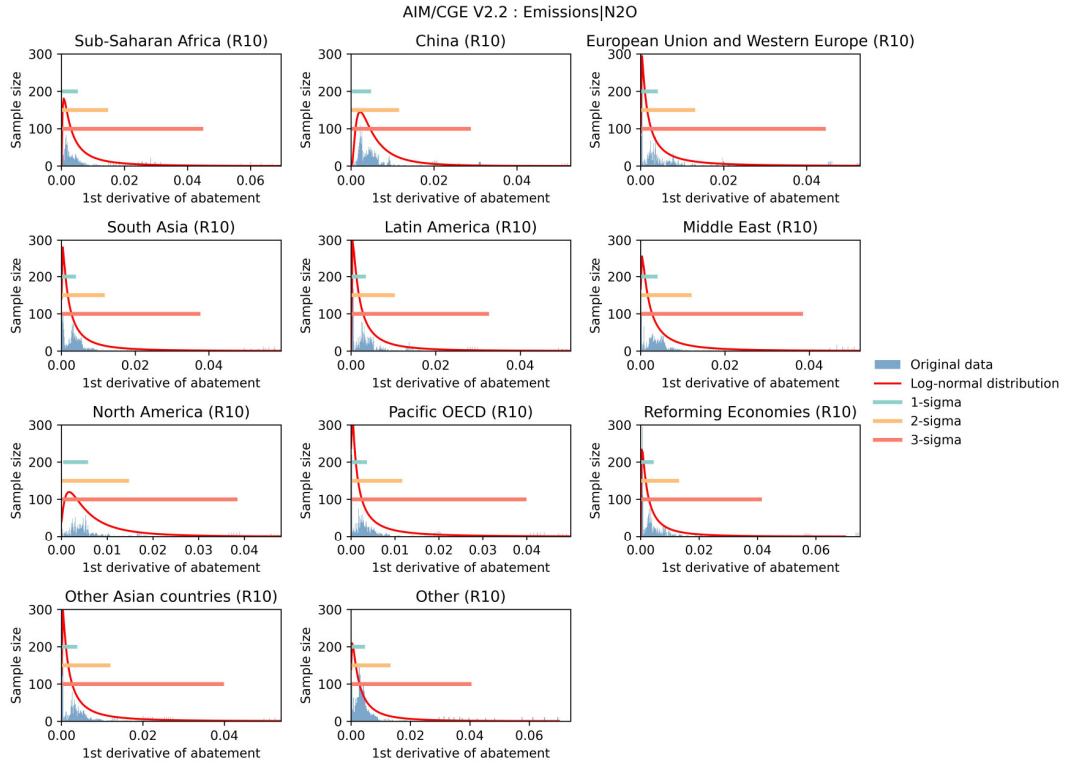 AIM/CGE V2.2 : Emissions|N2O
Sub-Saharan Africa (R10)
China (R10)
European Union and Western Europe (R10)
300
200
100
0
Sample size
0.00 0.02 0.04 0.06
1st derivative of abatement
300
200
100
0
Sample size
0.00 0.02 0.04
1st derivative of abatement
300
200
100
0
Sample size
0.00 0.02 0.04
1st derivative of abatement
South Asia (R10)
Latin America (R10)
Middle East (R10)
300
200
100
0
Sample size
0.00 0.02 0.04
1st derivative of abatement
300
200
100
0
Sample size
0.00 0.02 0.04
1st derivative of abatement
300
200
100
0
Sample size
0.00 0.02 0.04
1st derivative of abatement
Original data
Log-normal distribution
1-sigma
2-sigma
3-sigma
North America (R10)
Pacific OECD (R10)
Reforming Economies (R10)
300
200
100
0
Sample size
0.00 0.01 0.02 0.03 0.04
1st derivative of abatement
300
200
100
0
Sample size
0.00 0.01 0.02 0.03 0.04
1st derivative of abatement
300
200
100
0
Sample size
0.00 0.02 0.04 0.06
1st derivative of abatement
Other Asian countries (R10)
Other (R10)
300
200
100
0
Sample size
0.00 0.02 0.04
1st derivative of abatement
300
200
100
0
Sample size
0.00 0.02 0.04 0.06
1st derivative of abatement